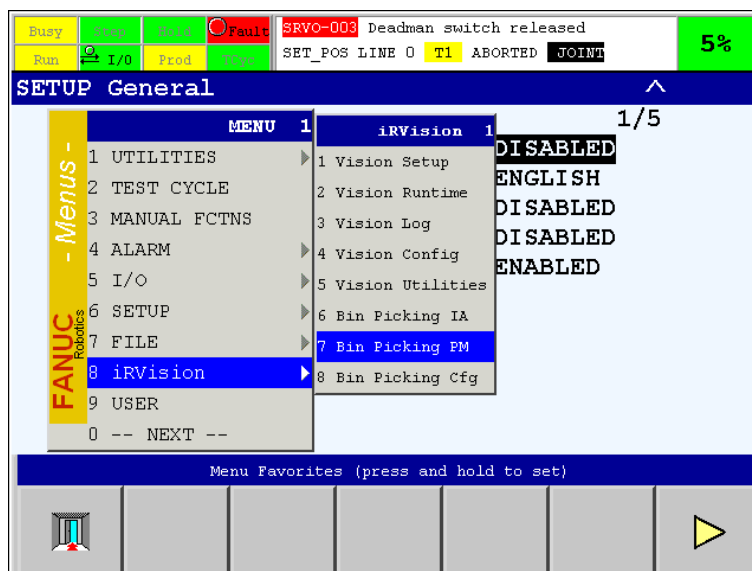 Busy Step Hold Fault SRVO-003 Deadman switch released
Run I/O Prod TCyc SET_POS LINE 0 T1 ABORTED JOINT 5%
SETUP General
1/5
MENU 1
1 UTILITIES
2 TEST CYCLE
3 MANUAL FCTNS
4 ALARM
5 I/O
6 SETUP
7 FILE
8 iRVision
9 USER
0 -- NEXT --
FANUC Robotics - Menus -
iRVision 1
1 Vision Setup
2 Vision Runtime
3 Vision Log
4 Vision Config
5 Vision Utilities
6 Bin Picking IA
7 Bin Picking PM
8 Bin Picking Cfg
DISABLED
ENGLISH
DISABLED
DISABLED
ENABLED
Menu Favorites (press and hold to set)